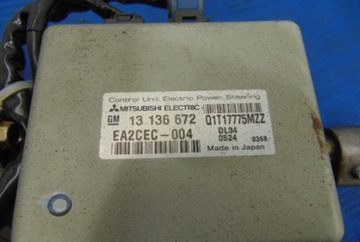 Control Unit Electric Power Steering
MITSUBISHI ELECTRIC
GM 13 136 672 Q1T17775MZZ
EA2CEC-004 DL34
0524 0368
Made in Japan